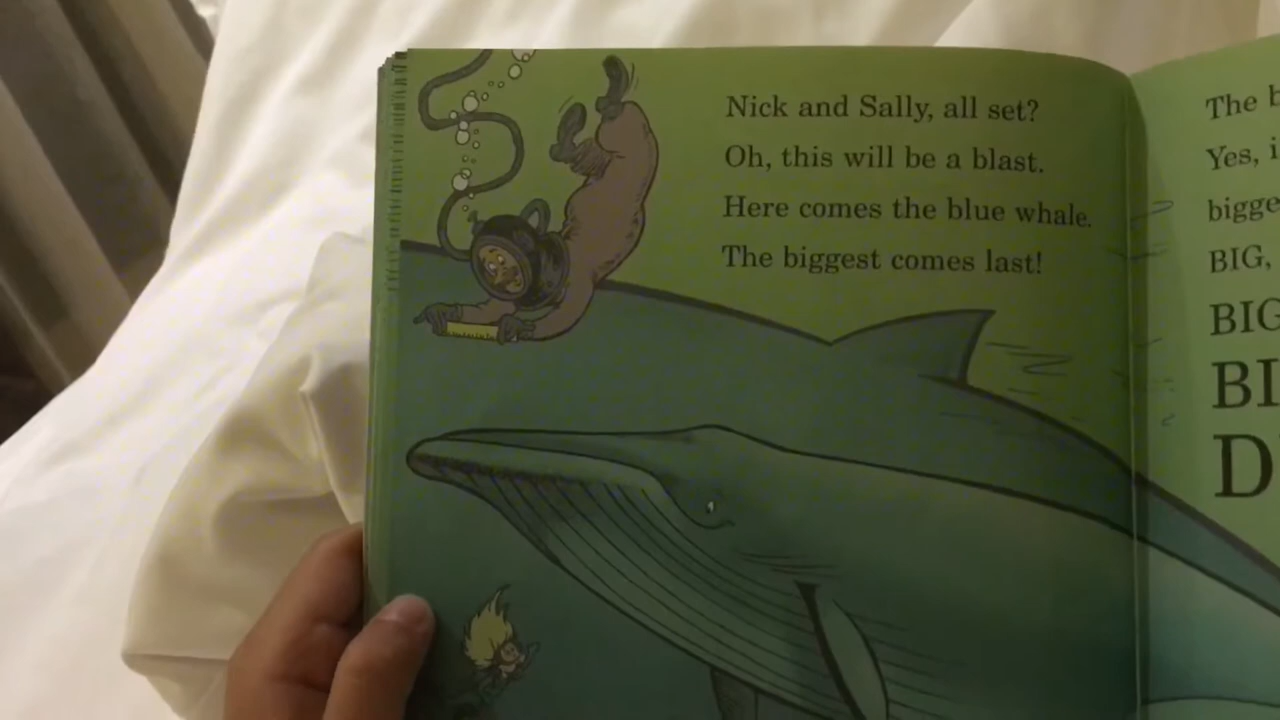 Nick and Sally, all set?
Oh, this will be a blast.
Here comes the blue whale.
The biggest comes last!
The
Yes,
BIG,